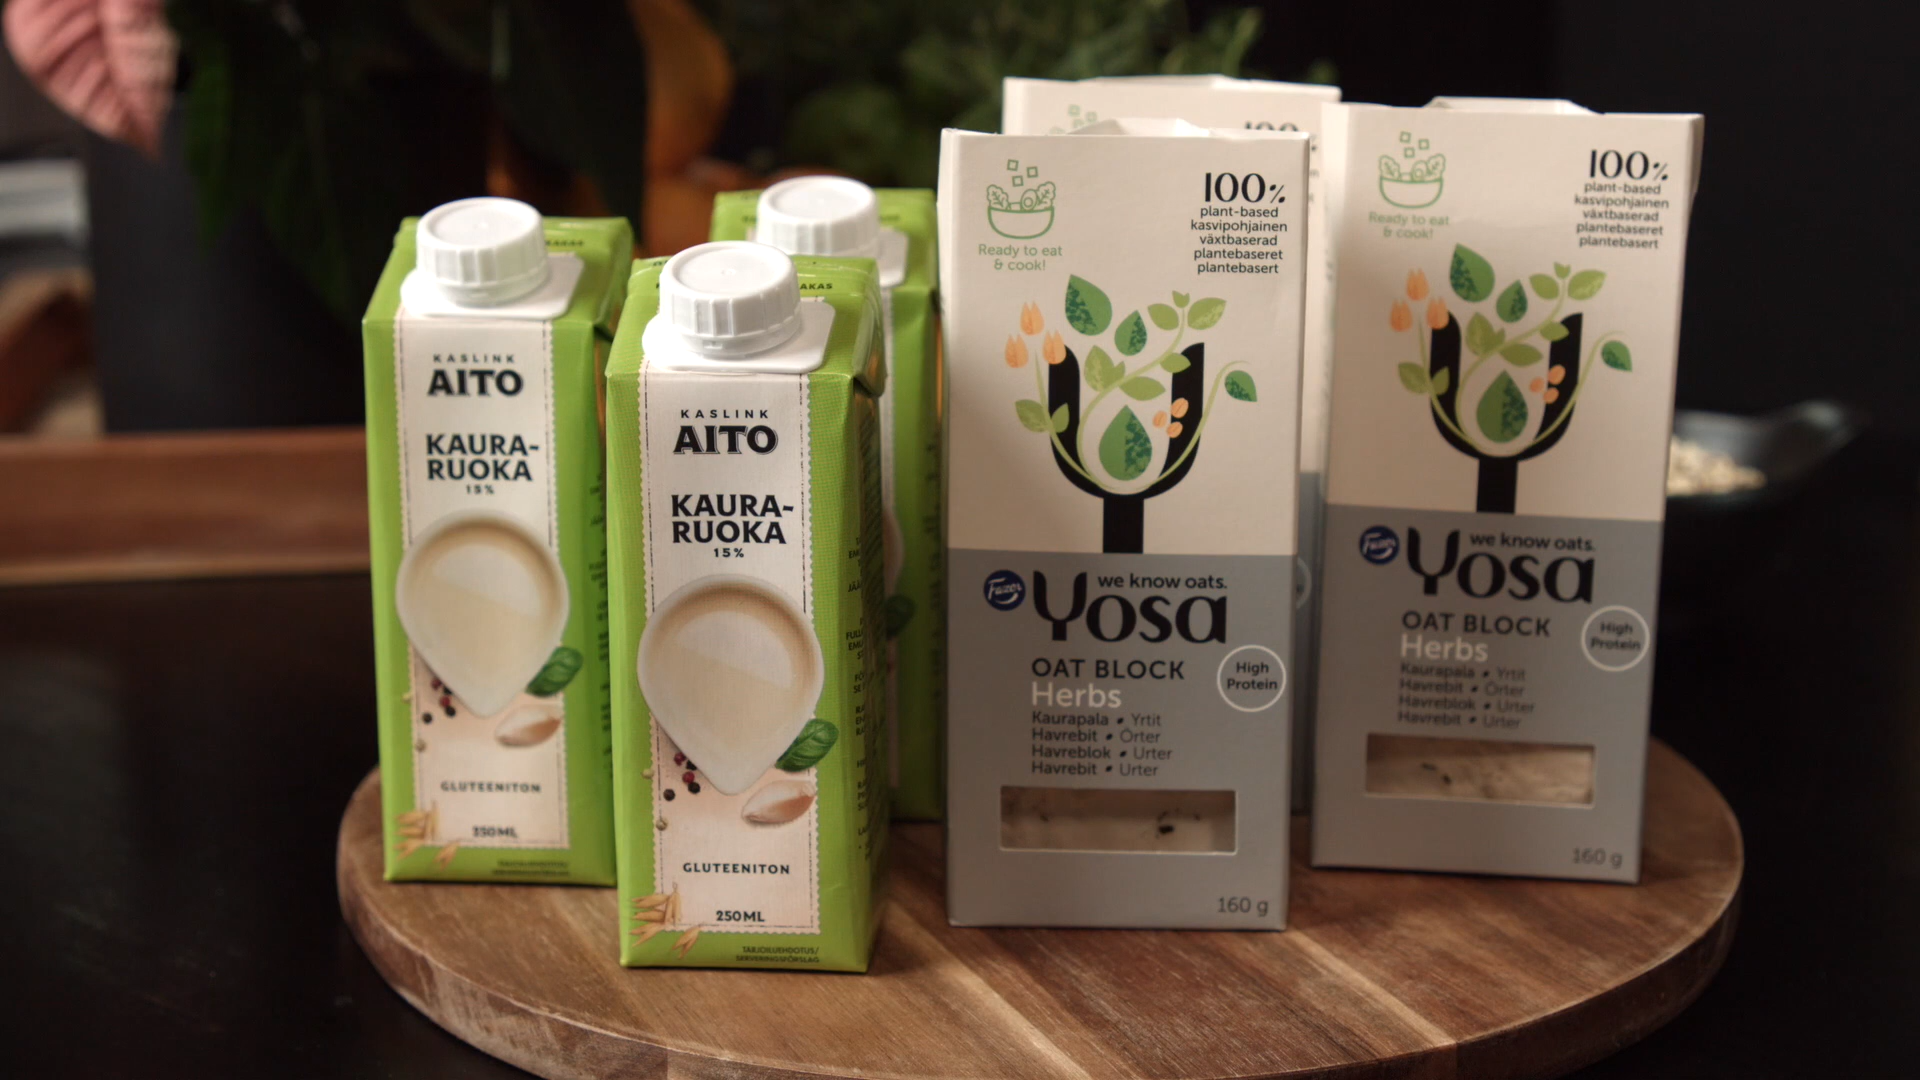 KASLINK
AITO
KAURA-
RUOKA
15%
GLUTEENITON
250ML
KASLINK
AITO
KAURA-
RUOKA
15%
GLUTEENITON
250ML
TARJOILUEHDOTUS/
SERVERINGSFÖRSLAG
Ready to eat
& cook!
100%
plant-based
kasvipohjainen
växtbaserad
plantebaseret
plantebasert
Fazer
we know oats.
Yosa
OAT BLOCK
Herbs
High
Protein
Kaurapala • Yrtit
Havrebit • Örter
Havreblok • Urter
Havrebit • Urter
160 g
100%
Ready to eat
& cook!
100%
plant-based
kasvipohjainen
växtbaserad
plantebaseret
plantebasert
Fazer
we know oats.
Yosa
OAT BLOCK
Herbs
High
Protein
Kaurapala • Yrtit
Havrebit • Örter
Havreblok • Urter
Havrebit • Urter
160 g